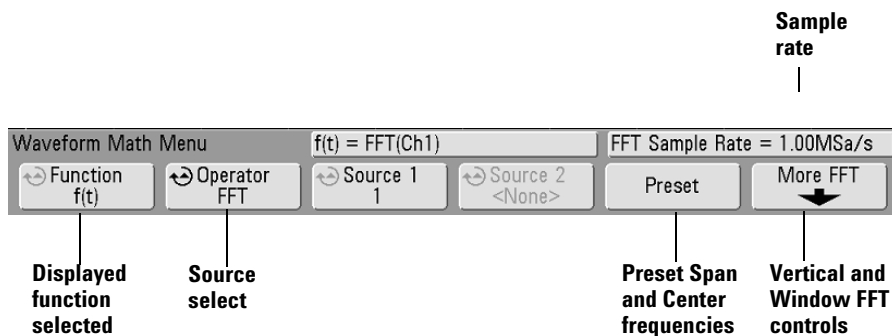 Sample
rate
Waveform Math Menu f(t) = FFT(Ch1) FFT Sample Rate = 1.00MSa/s
Function Operator Source 1 Source 2 Preset More FFT
f(t) FFT 1 <None>
Displayed Source Preset Span Vertical and
function select and Center Window FFT
selected frequencies controls